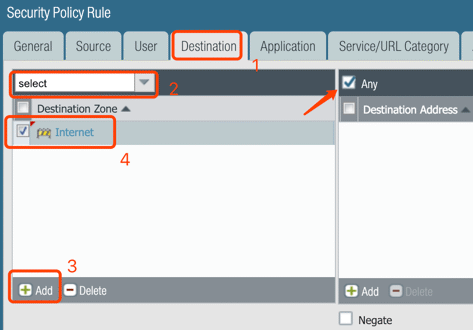 Security Policy Rule
General Source User Destination Application Service/URL Category
1
select
2
Any
Destination Zone Destination Address
Internet
4
3
Add Delete Add Delete
Negate